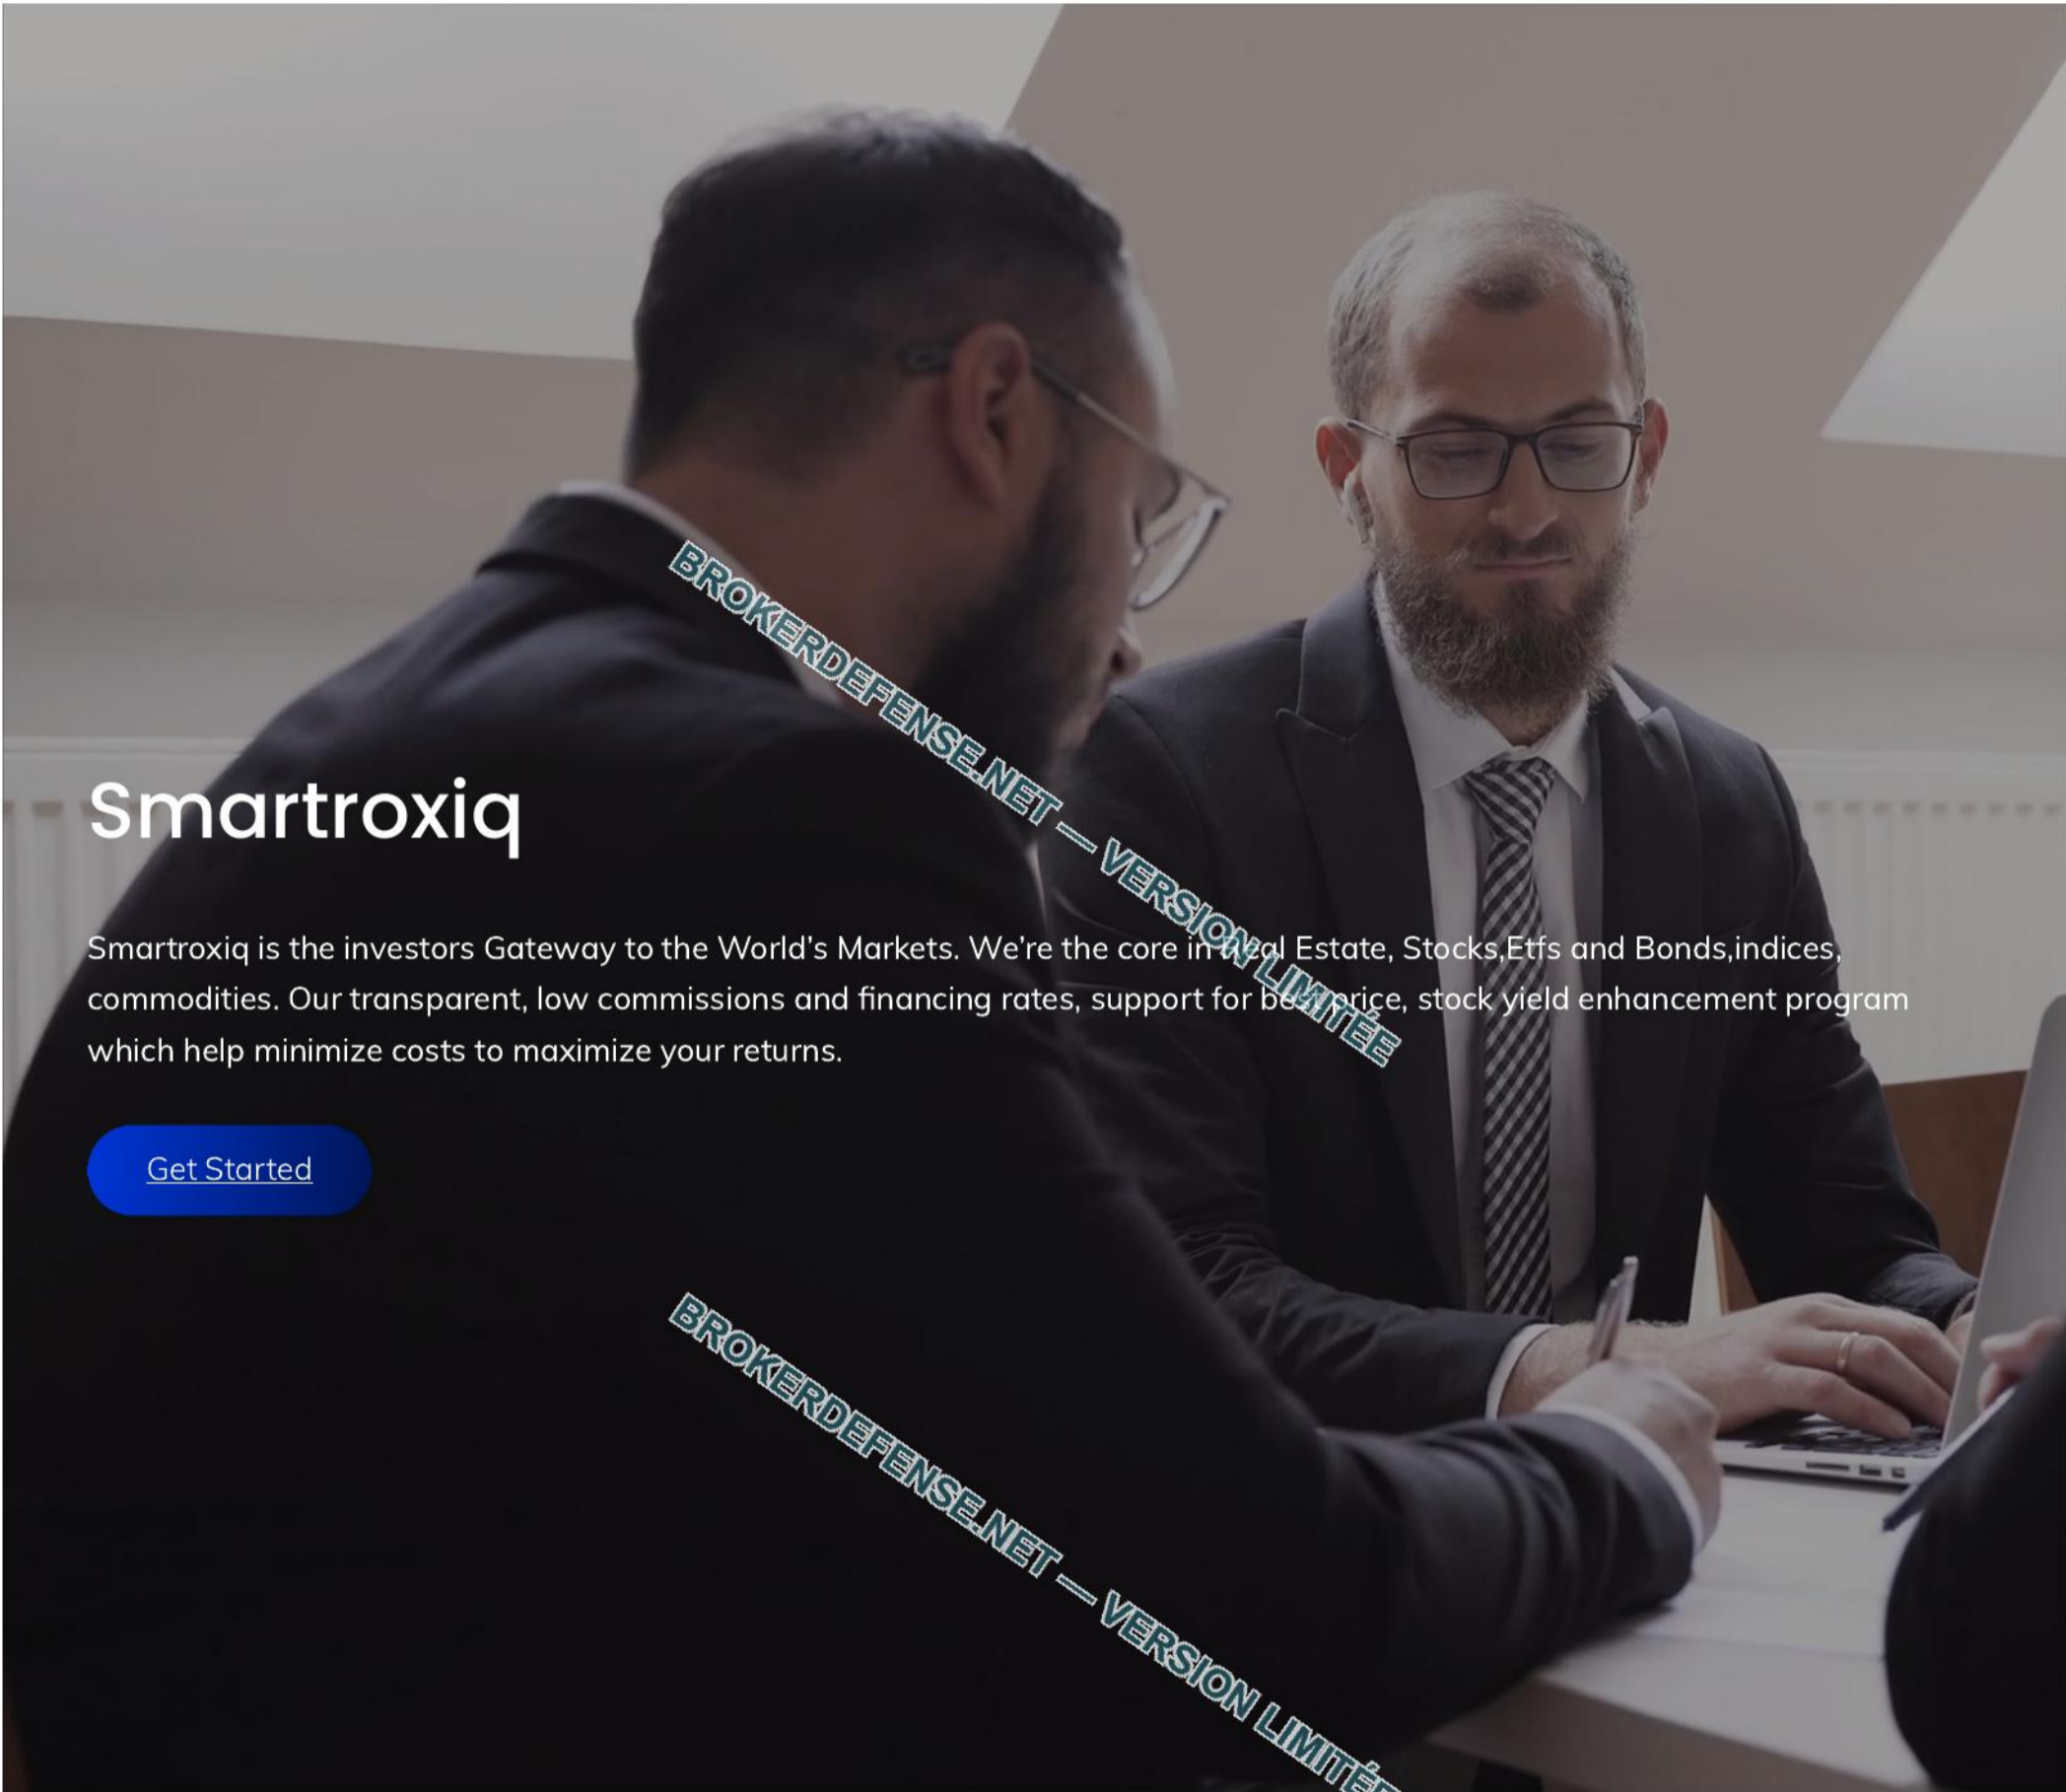 Smartroxiq
Smartroxiq is the investors Gateway to the World's Markets. We're the core in Real Estate, Stocks,Etfs and Bonds,indices,
commodities. Our transparent, low commissions and financing rates, support for best price, stock yield enhancement program
which help minimize costs to maximize your returns.
Get Started
BROKERDEFENSE.NET — VERSION LIMITÉE
BROKERDEFENSE.NET — VERSION LIMITÉE